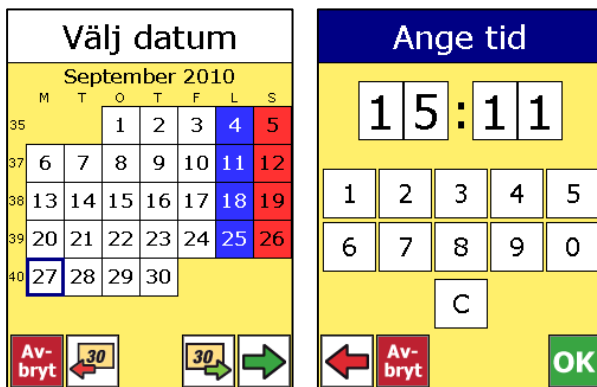 Välj datum
September 2010
M T O T F L S
35 1 2 3 4 5
37 6 7 8 9 10 11 12
38 13 14 15 16 17 18 19
39 20 21 22 23 24 25 26
40 27 28 29 30
Av-
bryt
30
30
Ange tid
15:11
1 2 3 4 5
6 7 8 9 0
C
Av-
bryt
OK